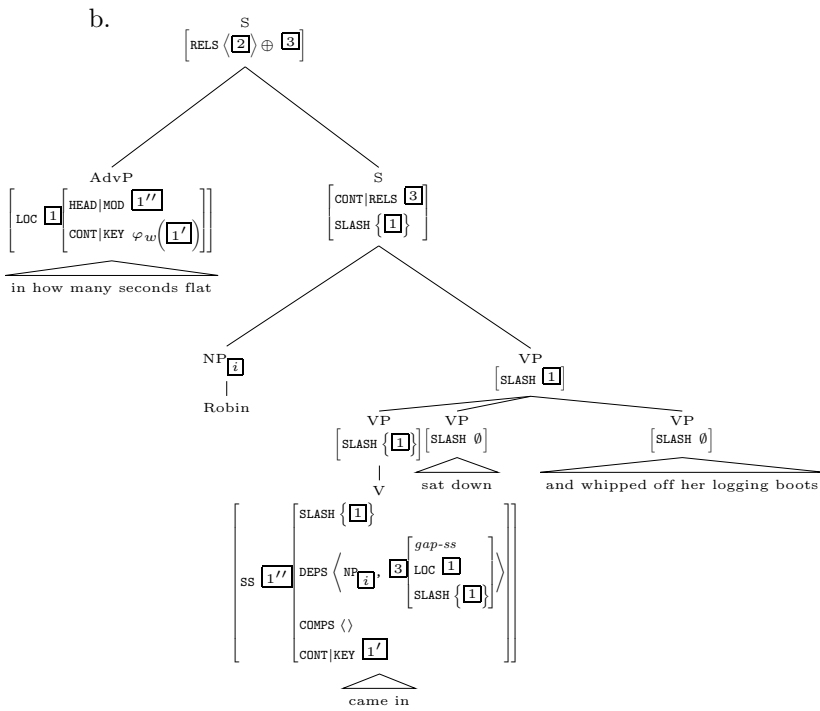 b.
S
[RELS ⟨[2]⟩ ⊕ [3]]
AdvP
[LOC [1][HEAD|MOD [1′′]
CONT|KEY φw([1′])]]
in how many seconds flat
S
[CONT|RELS [3]
SLASH {[1]}]
NP[i]
Robin
VP
[SLASH [1]]
VP
[SLASH {[1]}]
VP
[SLASH ∅]
sat down
VP
[SLASH ∅]
and whipped off her logging boots
V
[SS [1′′][SLASH {[1]}
DEPS ⟨NP[i], [3][gap-ss
LOC [1]
SLASH {[1]}]⟩
COMPS ⟨⟩
CONT|KEY [1′]]]
came in